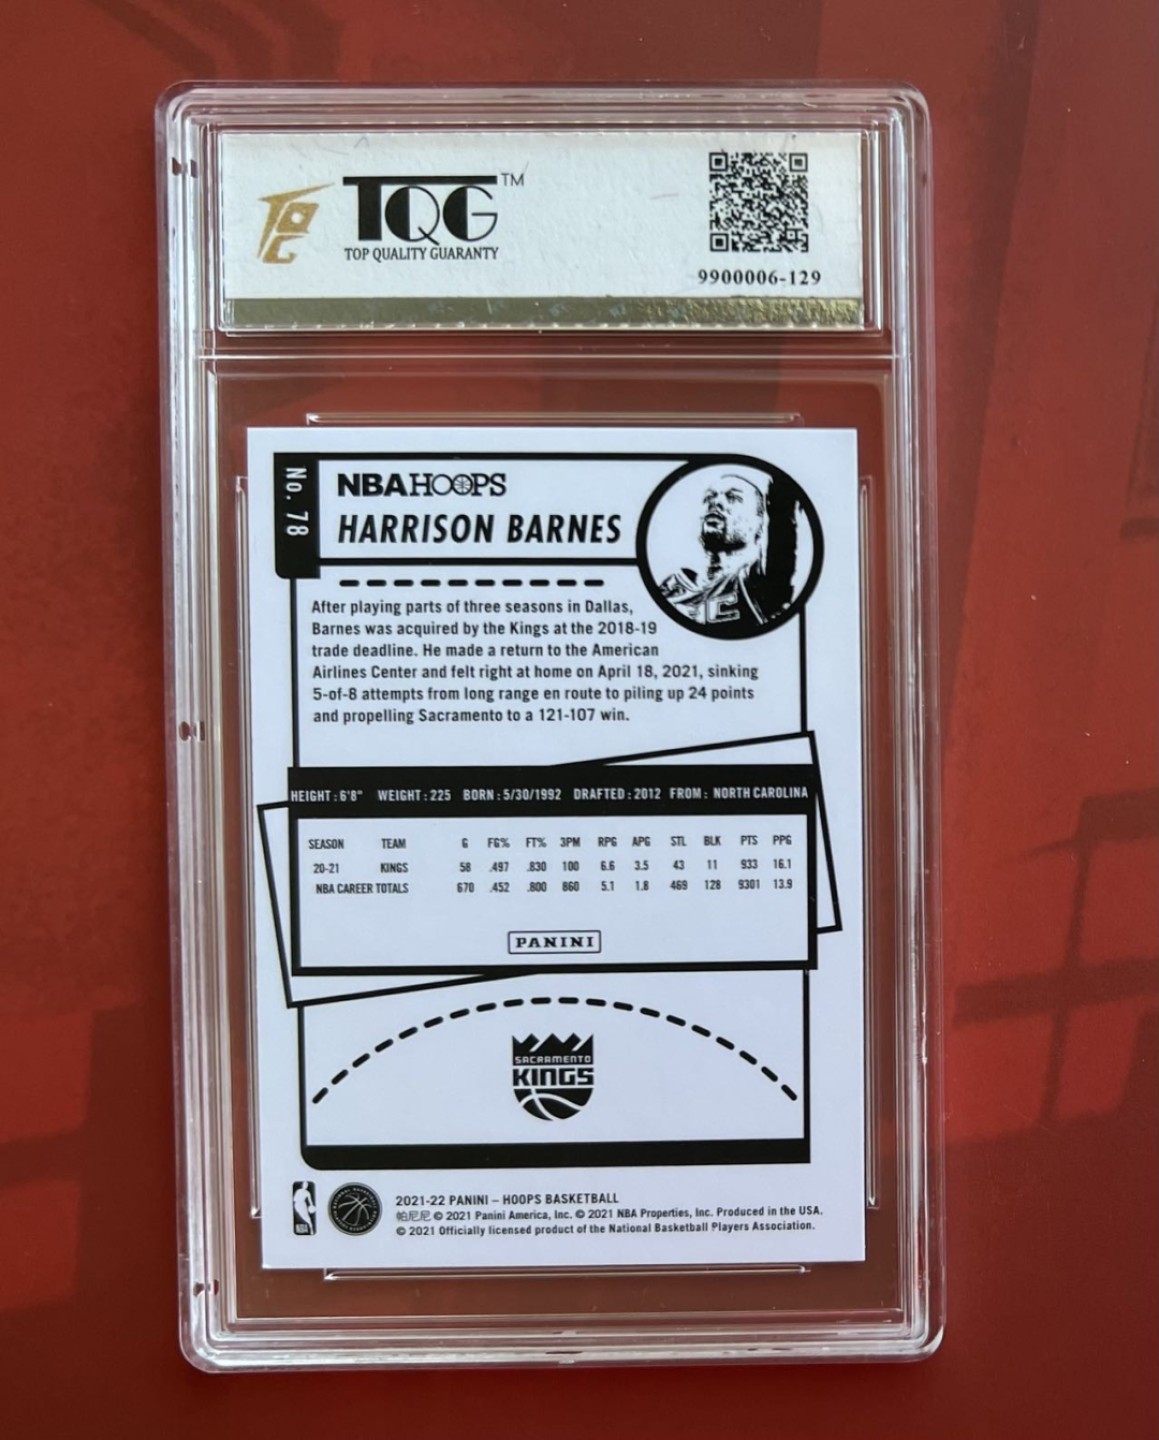 TQG™
TOP QUALITY GUARANTY
9900006-129
No. 78
NBA HOOPS
HARRISON BARNES
After playing parts of three seasons in Dallas,
Barnes was acquired by the Kings at the 2018-19
trade deadline. He made a return to the American
Airlines Center and felt right at home on April 18, 2021, sinking
5-of-8 attempts from long range en route to piling up 24 points
and propelling Sacramento to a 121-107 win.
HEIGHT: 6'8" WEIGHT: 225 BORN: 5/30/1992 DRAFTED: 2012 FROM: NORTH CAROLINA
SEASON TEAM G FG% FT% 3PM RPG APG STL BLK PTS PPG
20-21 KINGS 58 .497 .830 100 6.6 3.5 43 11 933 16.1
NBA CAREER TOTALS 670 .452 .800 860 5.1 1.8 469 128 9301 13.9
PANINI
SACRAMENTO
KINGS
NBA
2021-22 PANINI – HOOPS BASKETBALL
帕尼尼 © 2021 Panini America, Inc. © 2021 NBA Properties, Inc. Produced in the USA.
© 2021 Officially licensed product of the National Basketball Players Association.